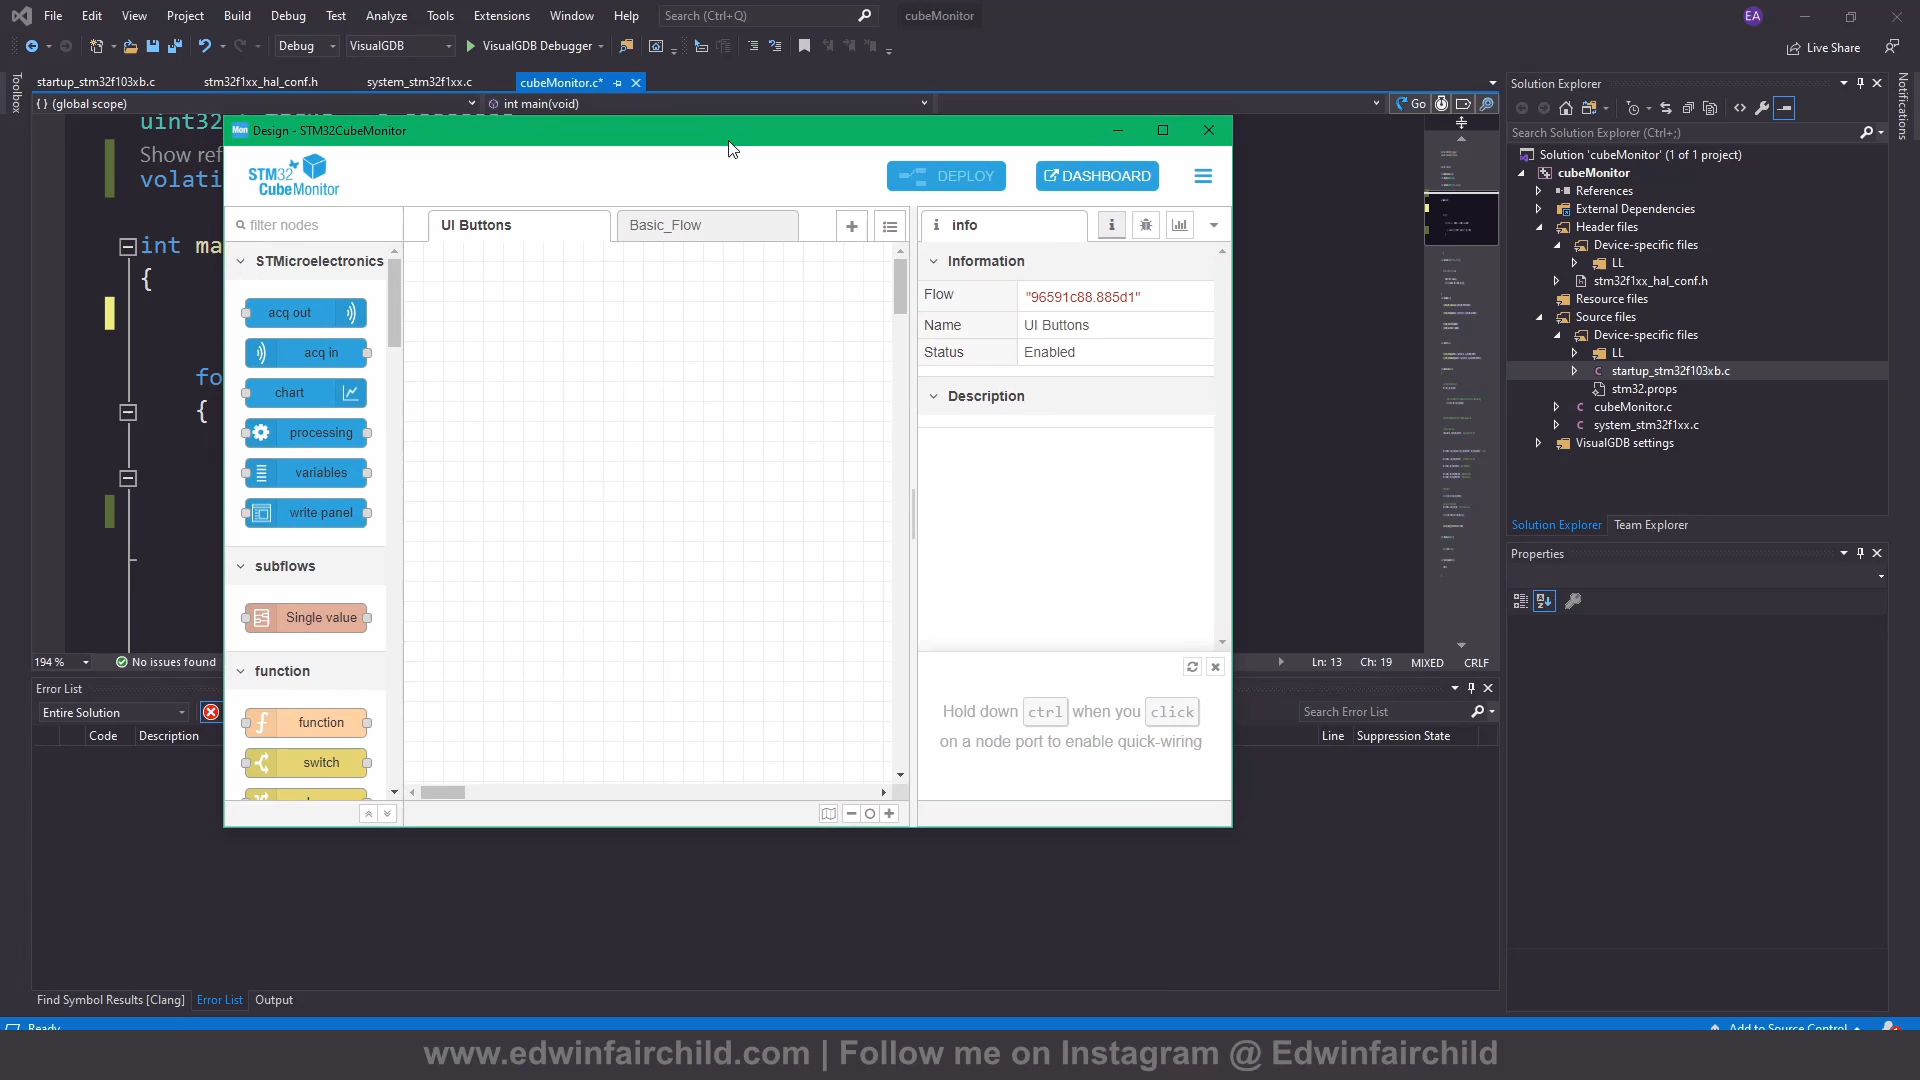 File Edit View Project Build Debug Test Analyze Tools Extensions Window Help Search (Ctrl+Q) cubeMonitor EA
Debug VisualGDB VisualGDB Debugger Live Share
Toolbox
startup_stm32f103xb.c stm32f1xx_hal_conf.h system_stm32f1xx.c cubeMonitor.c*
{ } (global scope) int main(void) Go
uint32
Show ref
volati
int ma
{
fo
{
Mon Design - STM32CubeMonitor
STM32
CubeMonitor
DEPLOY DASHBOARD
filter nodes
UI Buttons Basic_Flow
STMicroelectronics
acq out
acq in
chart
processing
variables
write panel
subflows
Single value
function
function
switch
info
Information
Flow "96591c88.885d1"
Name UI Buttons
Status Enabled
Description
Hold down ctrl when you click
on a node port to enable quick-wiring
194 % No issues found Ln: 13 Ch: 19 MIXED CRLF
Error List
Entire Solution Search Error List
Code Description Line Suppression State
Find Symbol Results [Clang] Error List Output
Solution Explorer
Search Solution Explorer (Ctrl+;)
Solution 'cubeMonitor' (1 of 1 project)
cubeMonitor
References
External Dependencies
Header files
Device-specific files
LL
stm32f1xx_hal_conf.h
Resource files
Source files
Device-specific files
LL
startup_stm32f103xb.c
stm32.props
cubeMonitor.c
system_stm32f1xx.c
VisualGDB settings
Solution Explorer Team Explorer
Properties
Notifications
Ready Add to Source Control
www.edwinfairchild.com | Follow me on Instagram @ Edwinfairchild